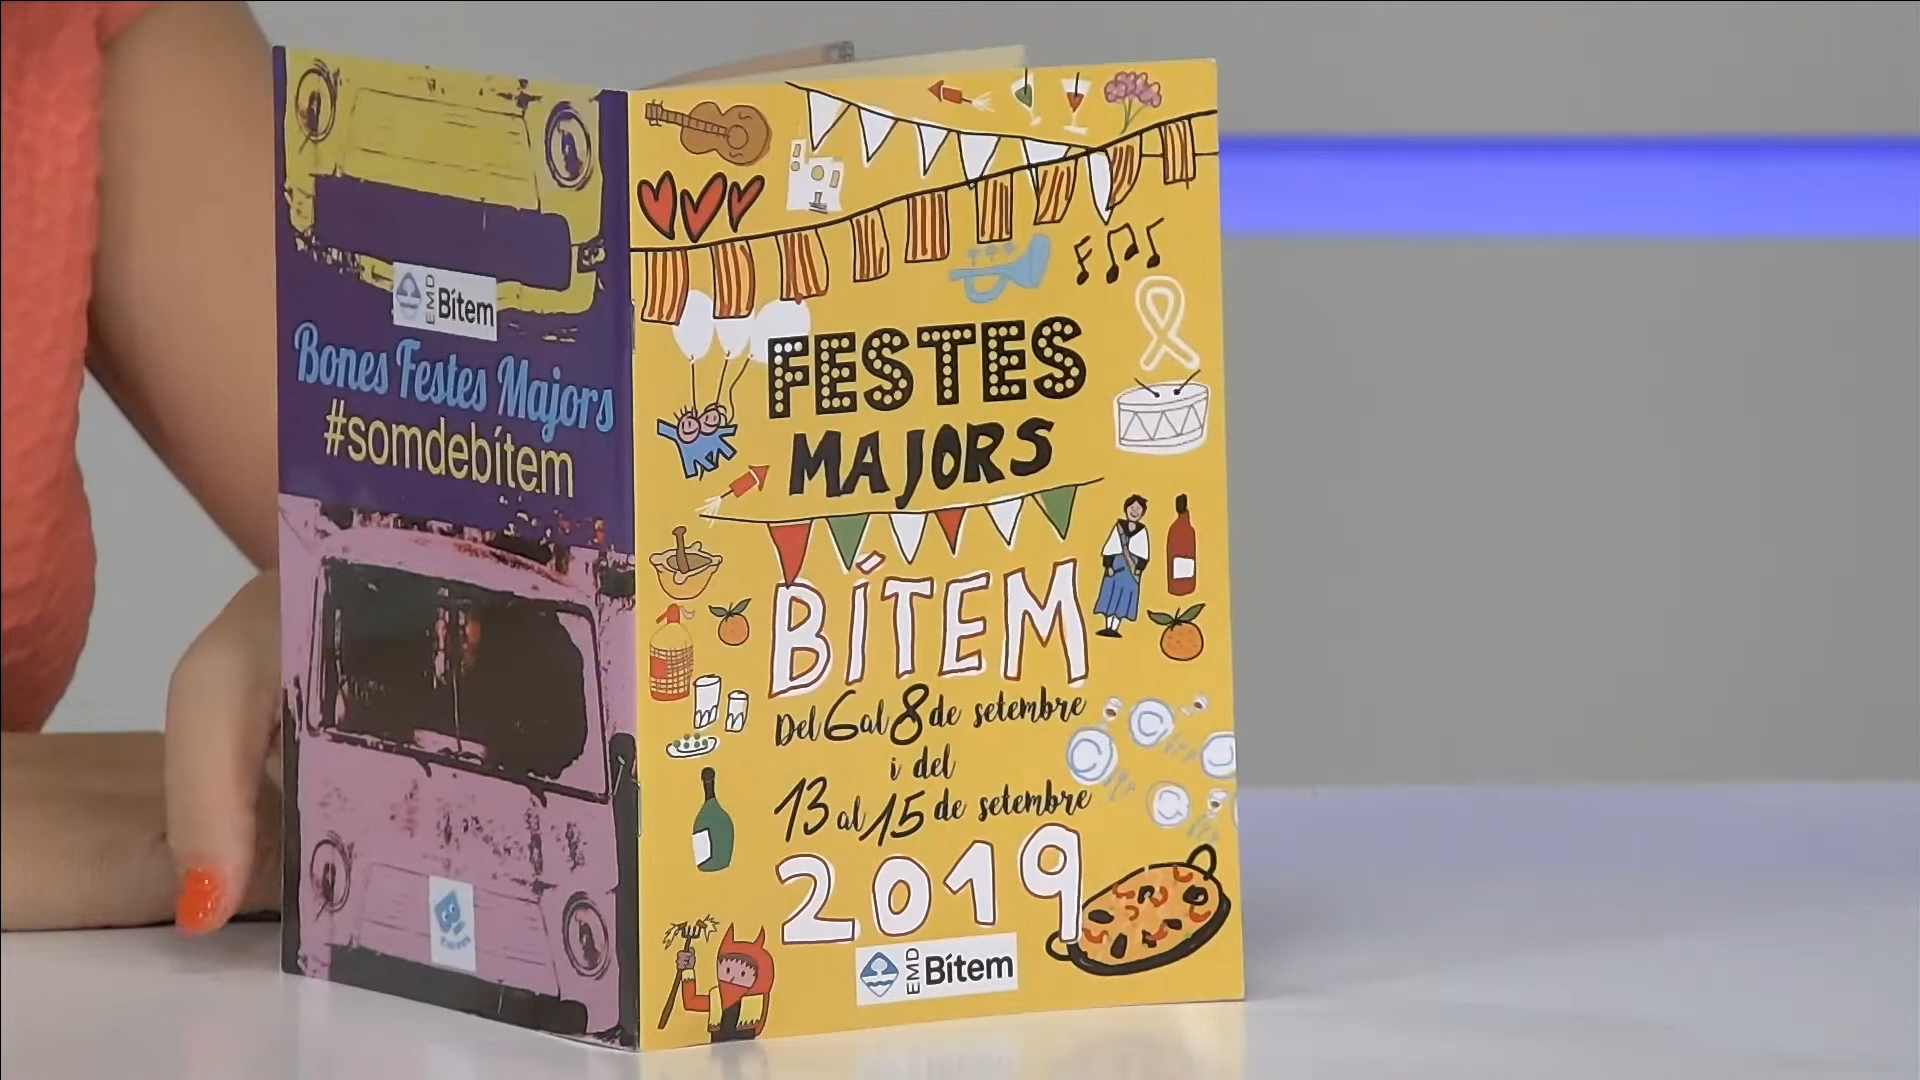 EMD Bítem
Bones Festes Majors
#somdebítem
FESTES
MAJORS
BÍTEM
Del 6 al 8 de setembre
i del
13 al 15 de setembre
2019
EMD Bítem